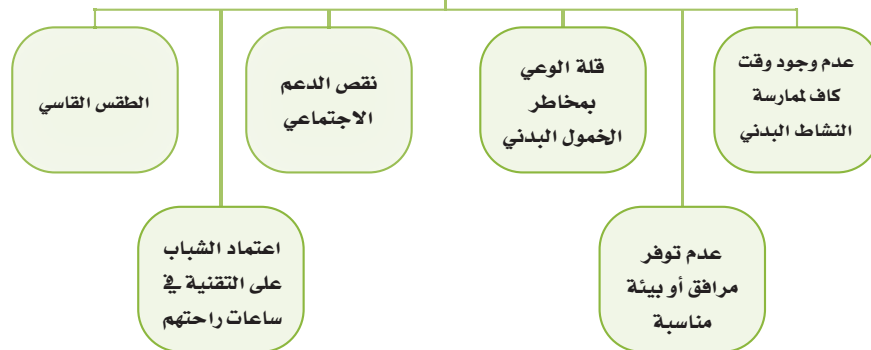 عدم وجود وقت
كاف لممارسة
النشاط البدني
قلة الوعي
بمخاطر
الخمول البدني
نقص الدعم
الاجتماعي
الطقس القاسي
عدم توفر
مرافق أو بيئة
مناسبة
اعتماد الشباب
على التقنية في
ساعات راحتهم